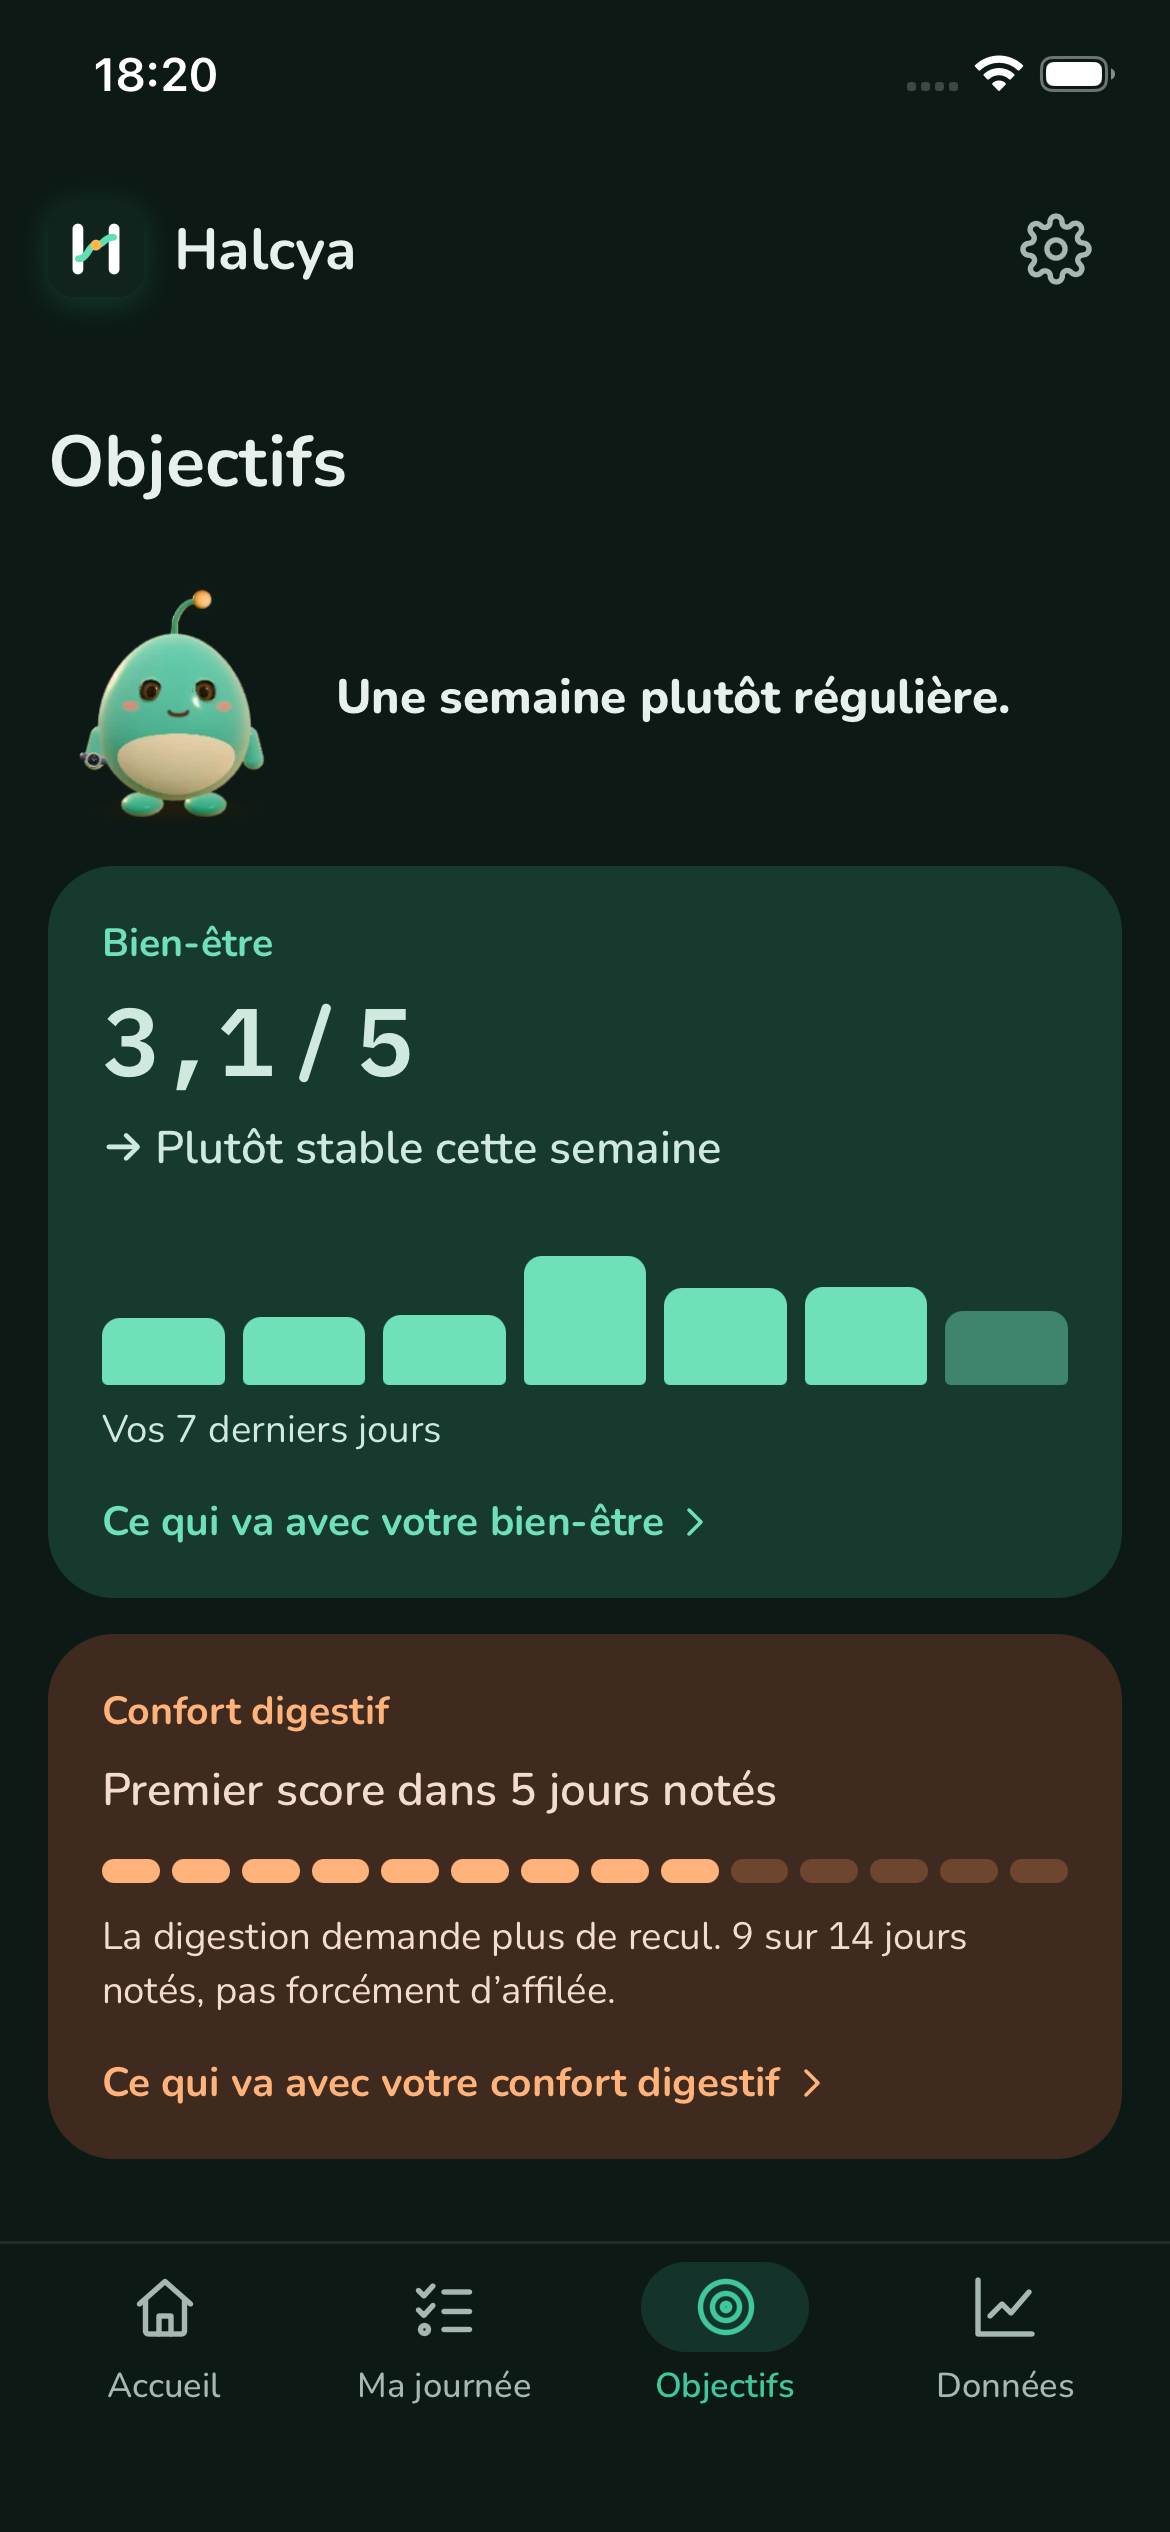 18:20
Halcya
Objectifs
Une semaine plutôt régulière.
Bien-être
3,1/5
→ Plutôt stable cette semaine
Vos 7 derniers jours
Ce qui va avec votre bien-être >
Confort digestif
Premier score dans 5 jours notés
La digestion demande plus de recul. 9 sur 14 jours
notés, pas forcément d’affilée.
Ce qui va avec votre confort digestif >
Accueil
Ma journée
Objectifs
Données